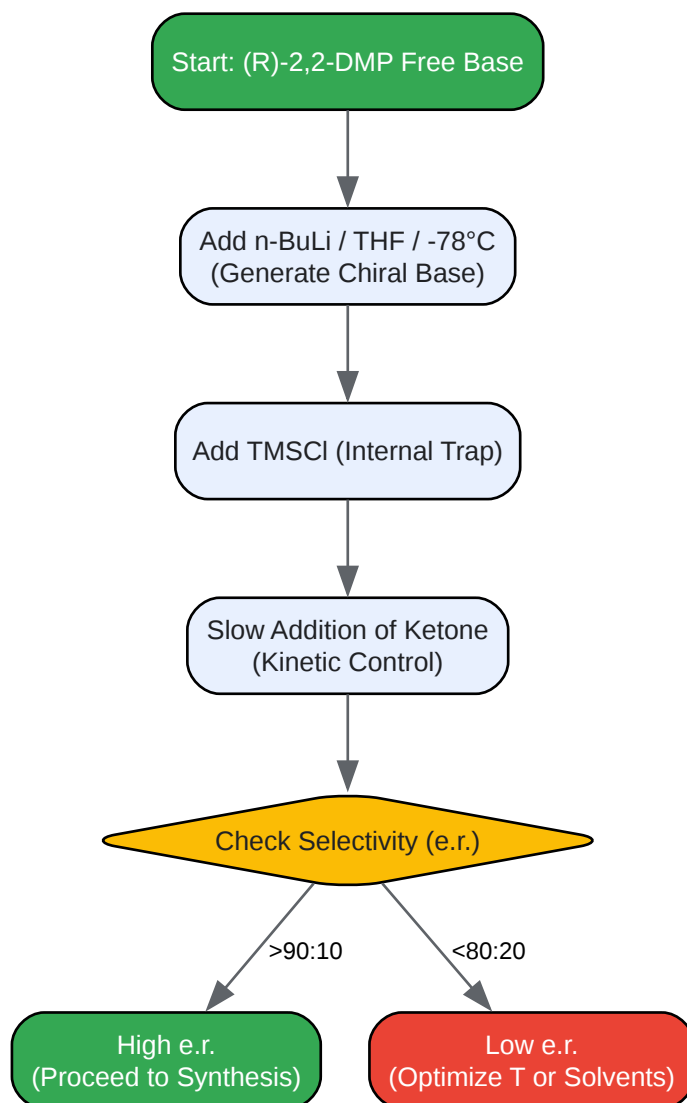 Start: (R)-2,2-DMP Free Base
Add n-BuLi / THF / -78°C
(Generate Chiral Base)
Add TMSCl (Internal Trap)
Slow Addition of Ketone
(Kinetic Control)
Check Selectivity (e.r.)
>90:10
<80:20
High e.r.
(Proceed to Synthesis)
Low e.r.
(Optimize T or Solvents)